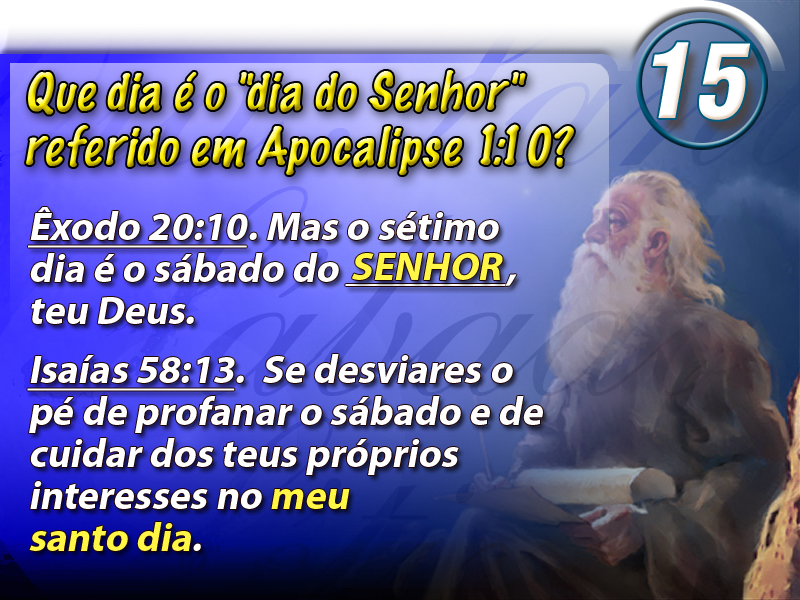 15
Que dia é o "dia do Senhor"
referido em Apocalipse 1:10?
Êxodo 20:10. Mas o sétimo
dia é o sábado do SENHOR,
teu Deus.
Isaías 58:13. Se desviares o
pé de profanar o sábado e de
cuidar dos teus próprios
interesses no meu
santo dia.